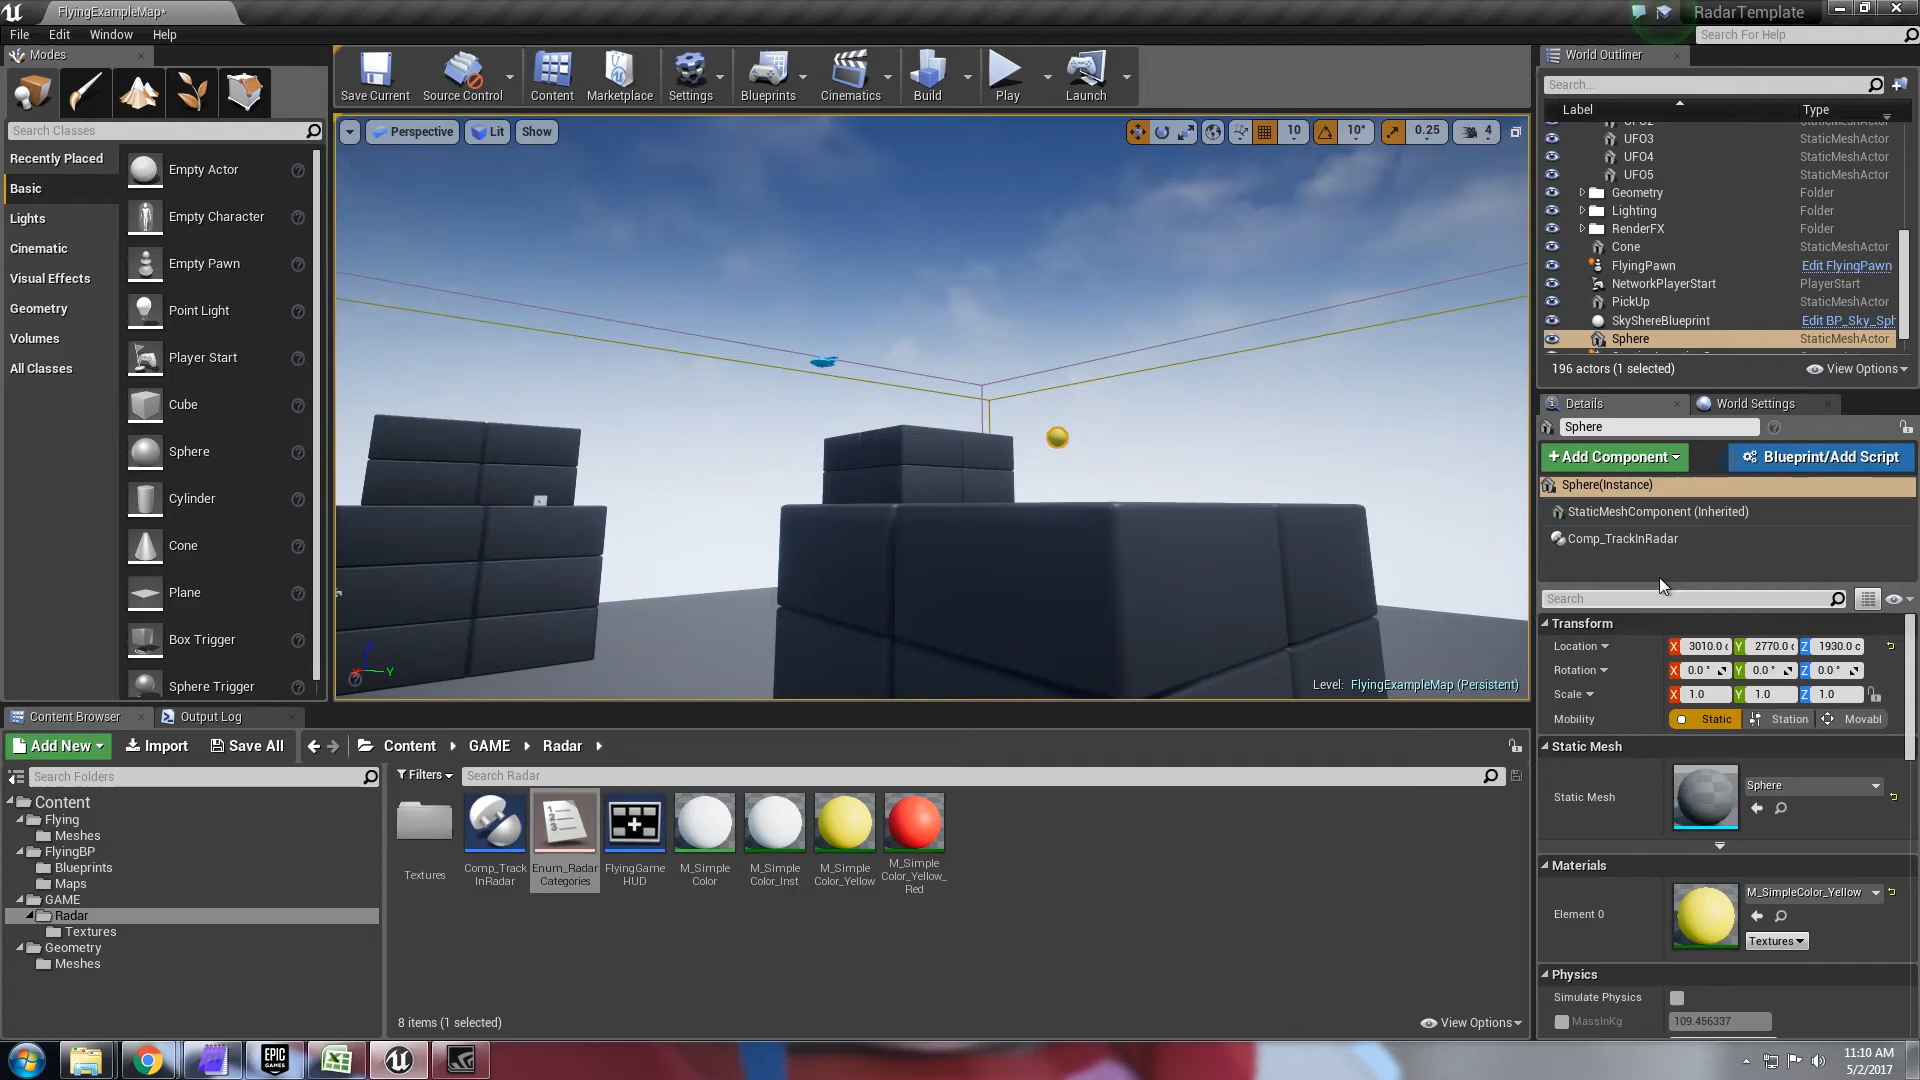 FlyingExampleMap*
RadarTemplate
File Edit Window Help
Search For Help
Modes
Search Classes
Recently Placed
Basic
Lights
Cinematic
Visual Effects
Geometry
Volumes
All Classes
Empty Actor
Empty Character
Empty Pawn
Point Light
Player Start
Cube
Sphere
Cylinder
Cone
Plane
Box Trigger
Sphere Trigger
Save Current
Source Control
Content
Marketplace
Settings
Blueprints
Cinematics
Build
Play
Launch
Perspective Lit Show
10 10° 0.25 4
Z
X Y
Level: FlyingExampleMap (Persistent)
World Outliner
Search...
Label Type
UFO2 StaticMeshActor
UFO3 StaticMeshActor
UFO4 StaticMeshActor
UFO5 StaticMeshActor
Geometry Folder
Lighting Folder
RenderFX Folder
Cone StaticMeshActor
FlyingPawn Edit FlyingPawn
NetworkPlayerStart PlayerStart
PickUp StaticMeshActor
SkyShereBlueprint Edit BP_Sky_Sph
Sphere StaticMeshActor
196 actors (1 selected) View Options
Details World Settings
Sphere
+Add Component Blueprint/Add Script
Sphere(Instance)
StaticMeshComponent (Inherited)
Comp_TrackInRadar
Search
Transform
Location X 3010.0 c Y 2770.0 c Z 1930.0 c
Rotation X 0.0 ° Y 0.0 ° Z 0.0 °
Scale X 1.0 Y 1.0 Z 1.0
Mobility Static Station Movabl
Static Mesh
Static Mesh Sphere
Materials
Element 0 M_SimpleColor_Yellow
Textures
Physics
Simulate Physics
MassInKg 109.456337
Content Browser Output Log
Add New Import Save All Content GAME Radar
Search Folders
Filters Search Radar
Content
Flying
Meshes
FlyingBP
Blueprints
Maps
GAME
Radar
Textures
Geometry
Meshes
Textures
Comp_Track
InRadar
Enum_Radar
Categories
FlyingGame
HUD
M_Simple
Color
M_Simple
Color_Inst
M_Simple
Color_Yellow
M_Simple
Color_Yellow_
Red
8 items (1 selected) View Options
EPIC
GAMES
11:10 AM
5/2/2017